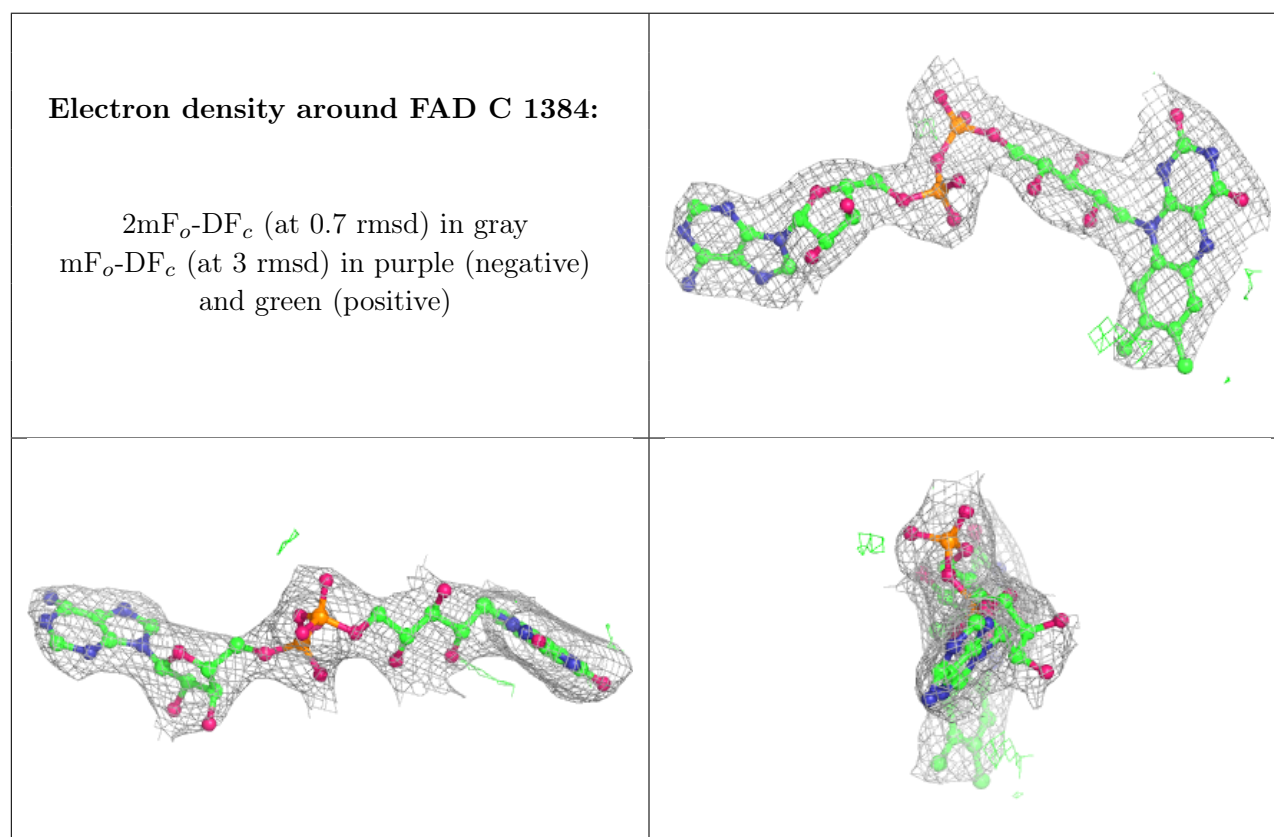 Electron density around FAD C 1384:
2mFₒ-DF𝒸 (at 0.7 rmsd) in gray
mFₒ-DF𝒸 (at 3 rmsd) in purple (negative)
and green (positive)